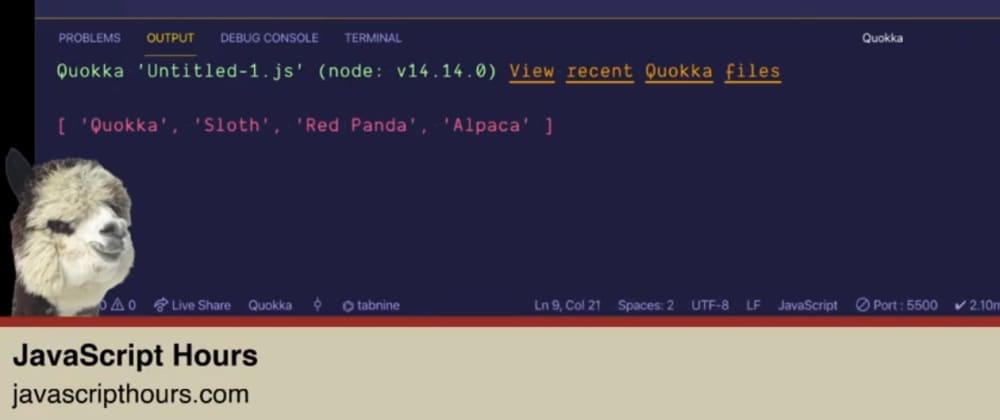 PROBLEMS OUTPUT DEBUG CONSOLE TERMINAL Quokka
Quokka 'Untitled-1.js' (node: v14.14.0) View recent Quokka files
[ 'Quokka', 'Sloth', 'Red Panda', 'Alpaca' ]
0 0 Live Share Quokka tabnine Ln 9, Col 21 Spaces: 2 UTF-8 LF JavaScript Port : 5500 2.10m
JavaScript Hours
javascripthours.com